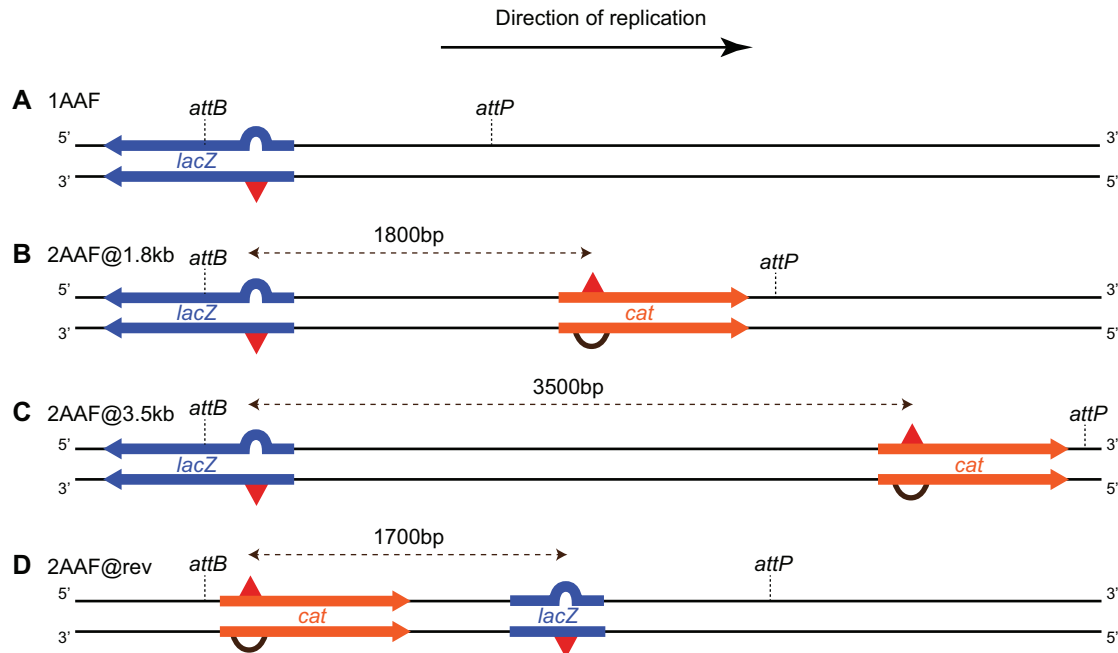 Direction of replication
A 1AAF
attB
attP
5’ 3’
lacZ
3’ 5’
B 2AAF@1.8kb
1800bp
attB
attP
5’ 3’
lacZ cat
3’ 5’
C 2AAF@3.5kb
3500bp
attB
attP
5’ 3’
lacZ cat
3’ 5’
D 2AAF@rev
1700bp
attB
attP
5’ 3’
cat lacZ
3’ 5’